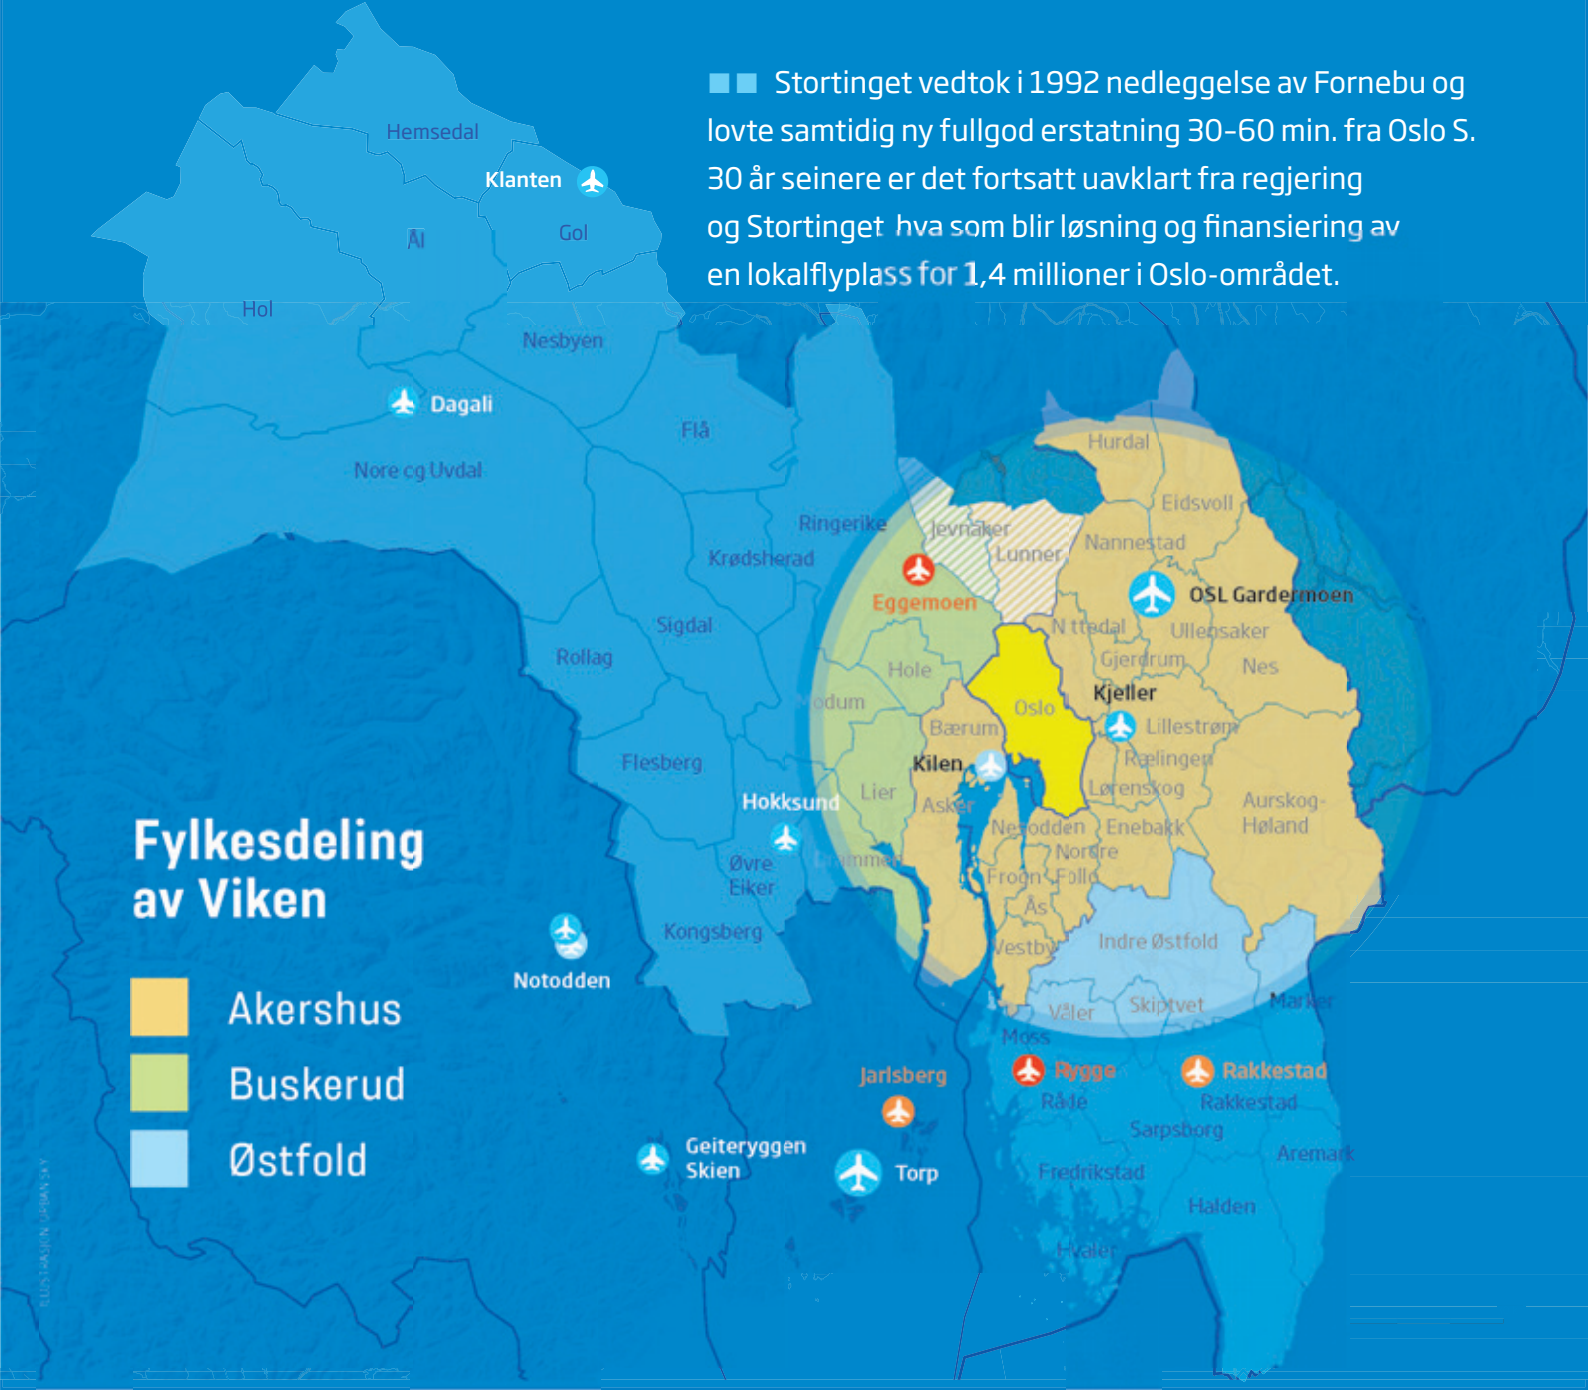 Stortinget vedtok i 1992 nedleggelse av Fornebu og
lovte samtidig ny fullgod erstatning 30–60 min. fra Oslo S.
30 år seinere er det fortsatt uavklart fra regjering
og Stortinget hva som blir løsning og finansiering av
en lokalflyplass for 1,4 millioner i Oslo-området.
Hemsedal
Klanten
Ål
Gol
Hol
Nesbyen
Dagali
Flå
Nore og Uvdal
Hurdal
Eidsvoll
Ringerike
Jevnaker
Lunner
Nannestad
Krødsherad
Eggemoen
OSL Gardermoen
Sigdal
Nittedal
Ullensaker
Rollag
Hole
Gjerdrum
Nes
Modum
Oslo
Kjeller
Bærum
Lillestrøm
Flesberg
Kilen
Rælingen
Lier
Lørenskog
Hokksund
Asker
Aurskog-
Høland
Nesodden
Enebakk
Øvre
Eiker
Drammen
Nordre
Follo
Frogn
Ås
Kongsberg
Vestby
Indre Østfold
Notodden
Våler
Skiptvet
Marker
Moss
Jarlsberg
Rygge
Rakkestad
Råde
Rakkestad
Sarpsborg
Geiteryggen
Skien
Torp
Fredrikstad
Aremark
Halden
Hvaler
Fylkesdeling
av Viken
Akershus
Buskerud
Østfold
ILLUSTRASJON: URBAN SKY